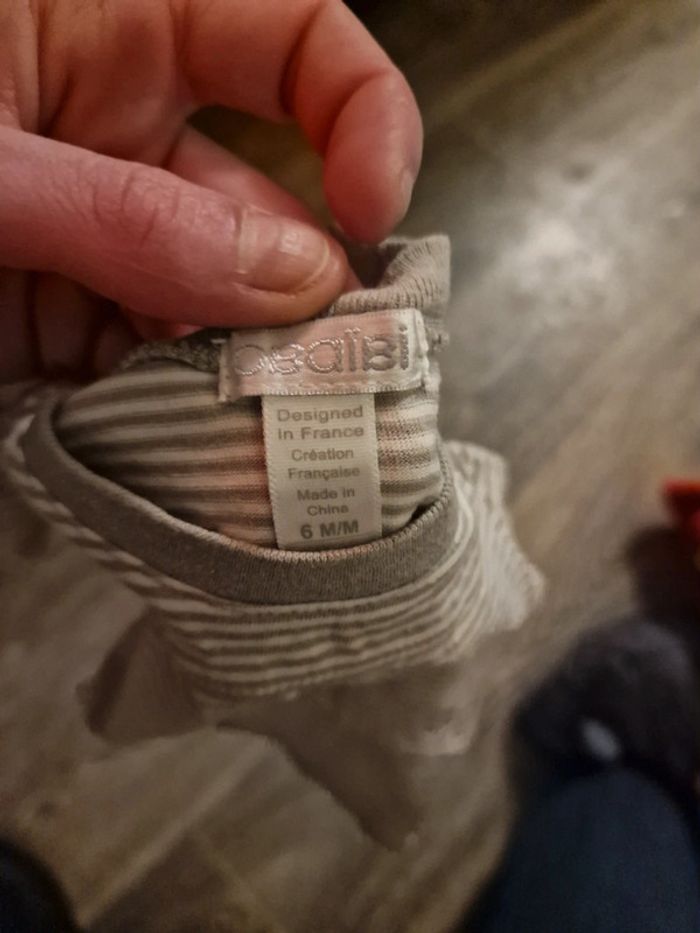 obaïbi
Designed
in France
Création
Française
Made in
China
6 M/M